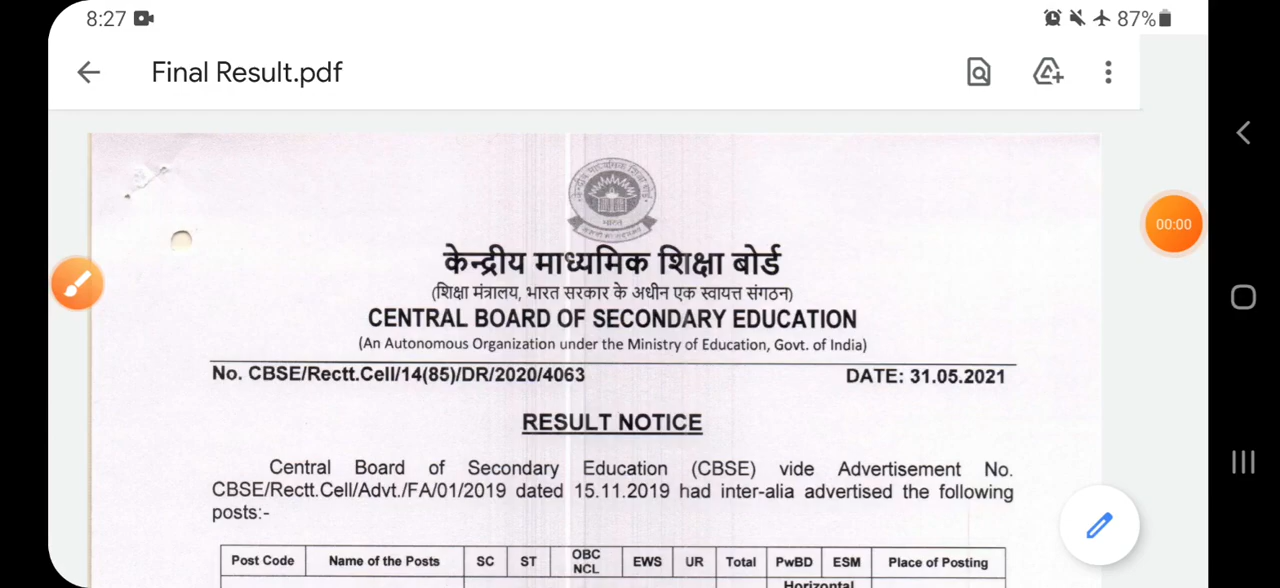 8:27
87%
Final Result.pdf
00:00
केन्द्रीय माध्यमिक शिक्षा बोर्ड
(शिक्षा मंत्रालय, भारत सरकार के अधीन एक स्वायत्त संगठन)
CENTRAL BOARD OF SECONDARY EDUCATION
(An Autonomous Organization under the Ministry of Education, Govt. of India)
No. CBSE/Rectt.Cell/14(85)/DR/2020/4063 DATE: 31.05.2021
RESULT NOTICE
Central Board of Secondary Education (CBSE) vide Advertisement No.
CBSE/Rectt.Cell/Advt./FA/01/2019 dated 15.11.2019 had inter-alia advertised the following
posts:-
Post Code Name of the Posts SC ST OBC NCL EWS UR Total PwBD ESM Place of Posting
Horizontal